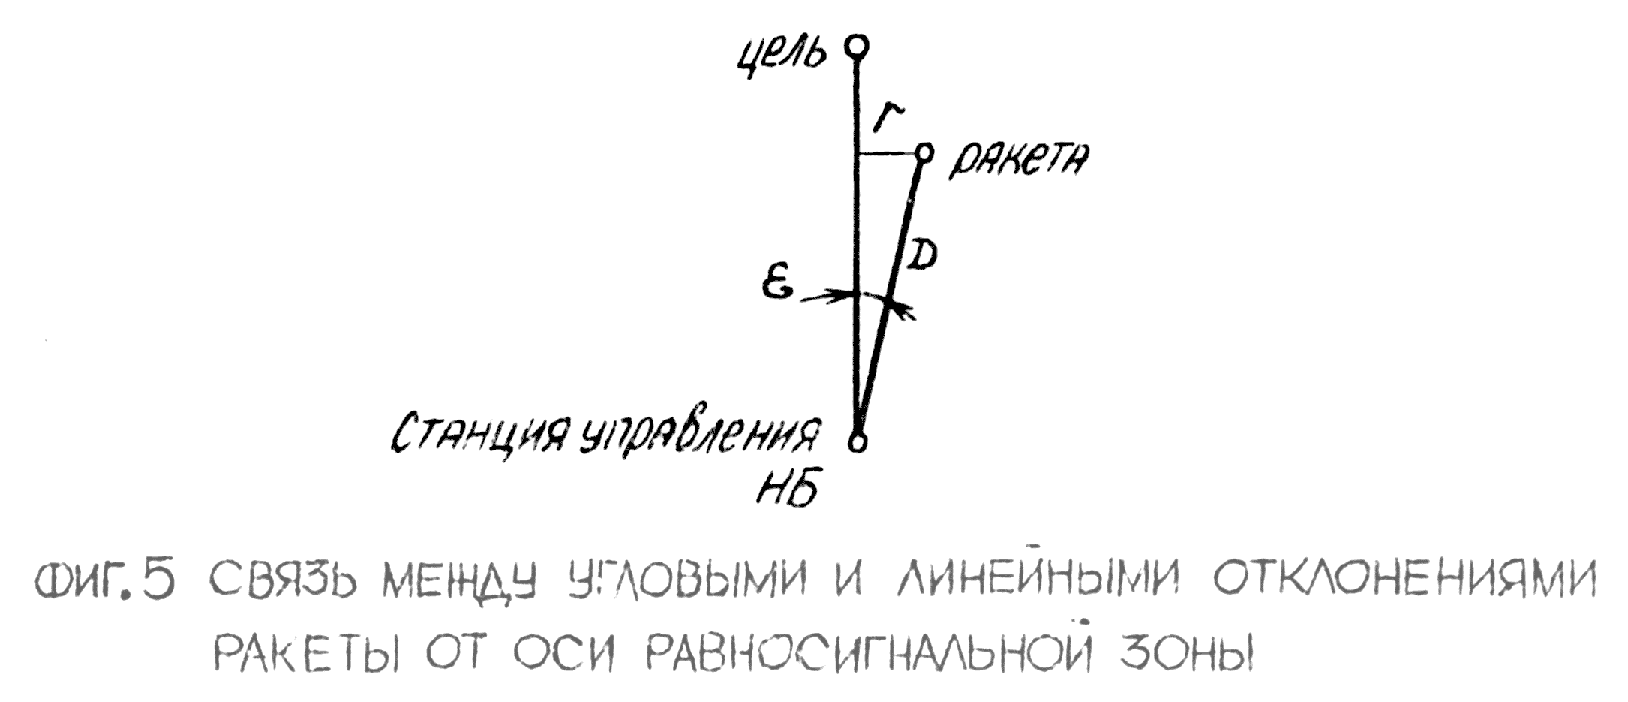 цель
r
ракета
D
ε
Станция управления
НБ
ФИГ. 5 СВЯЗЬ МЕЖДУ УГЛОВЫМИ И ЛИНЕЙНЫМИ ОТКЛОНЕНИЯМИ
РАКЕТЫ ОТ ОСИ РАВНОСИГНАЛЬНОЙ ЗОНЫ